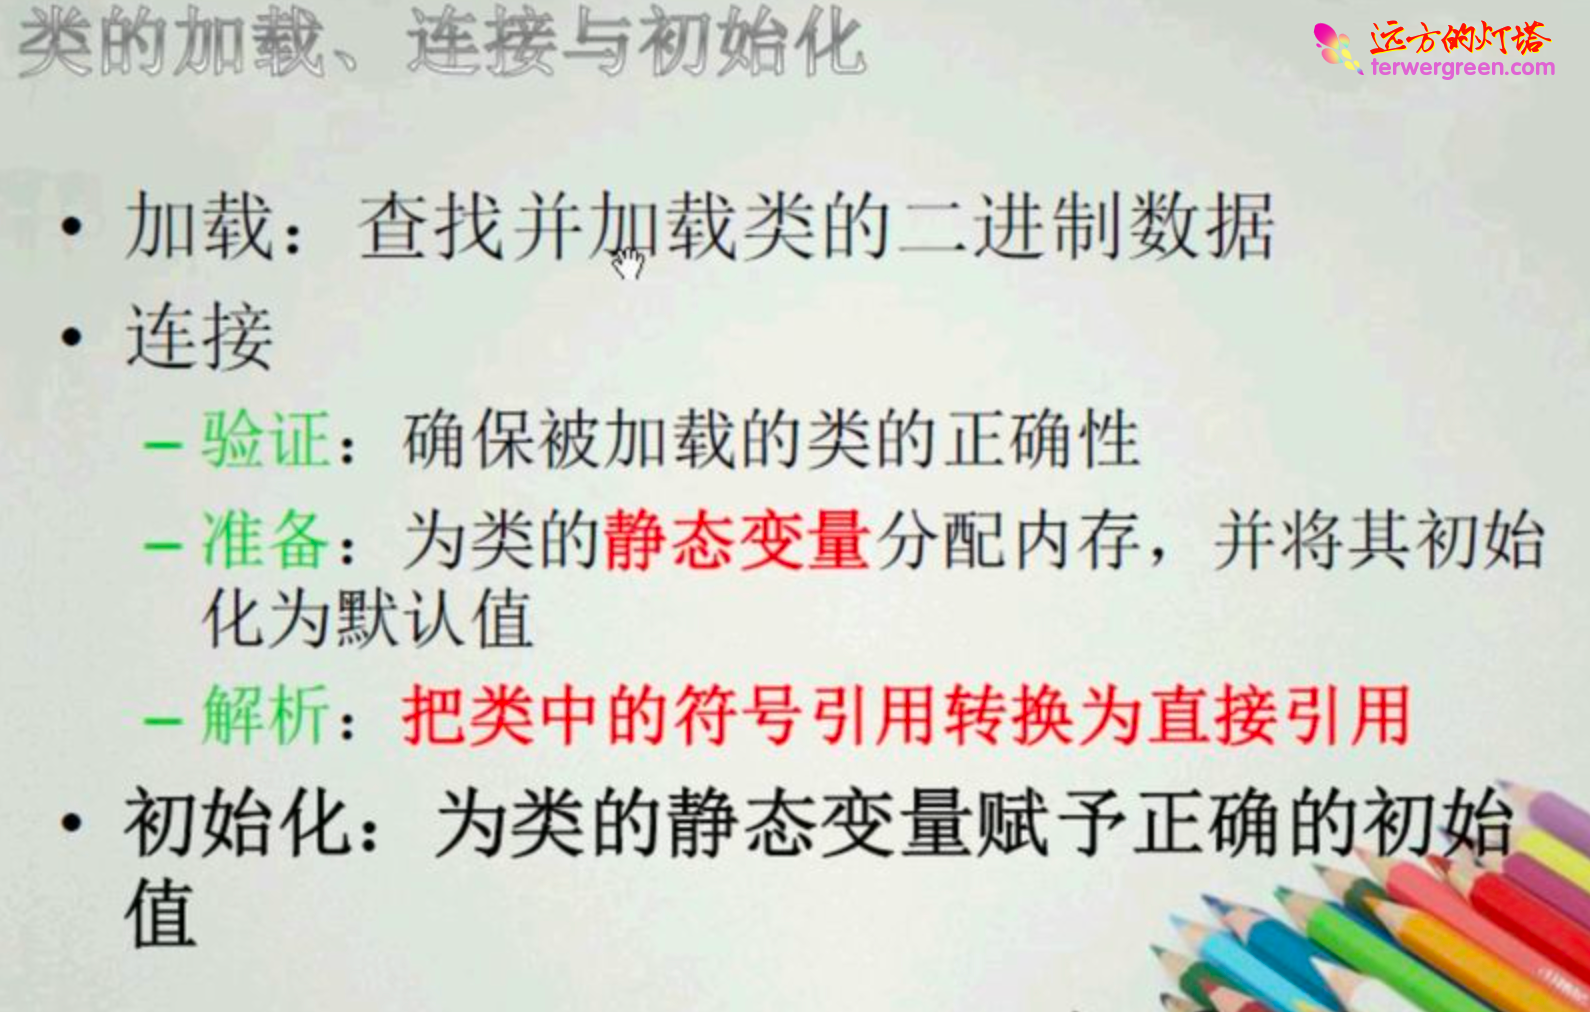 类的加载、连接与初始化
远方的灯塔
terwergreen.com
• 加载：查找并加载类的二进制数据
• 连接
– 验证：确保被加载的类的正确性
– 准备：为类的静态变量分配内存，并将其初始
化为默认值
– 解析：把类中的符号引用转换为直接引用
• 初始化：为类的静态变量赋予正确的初始
值